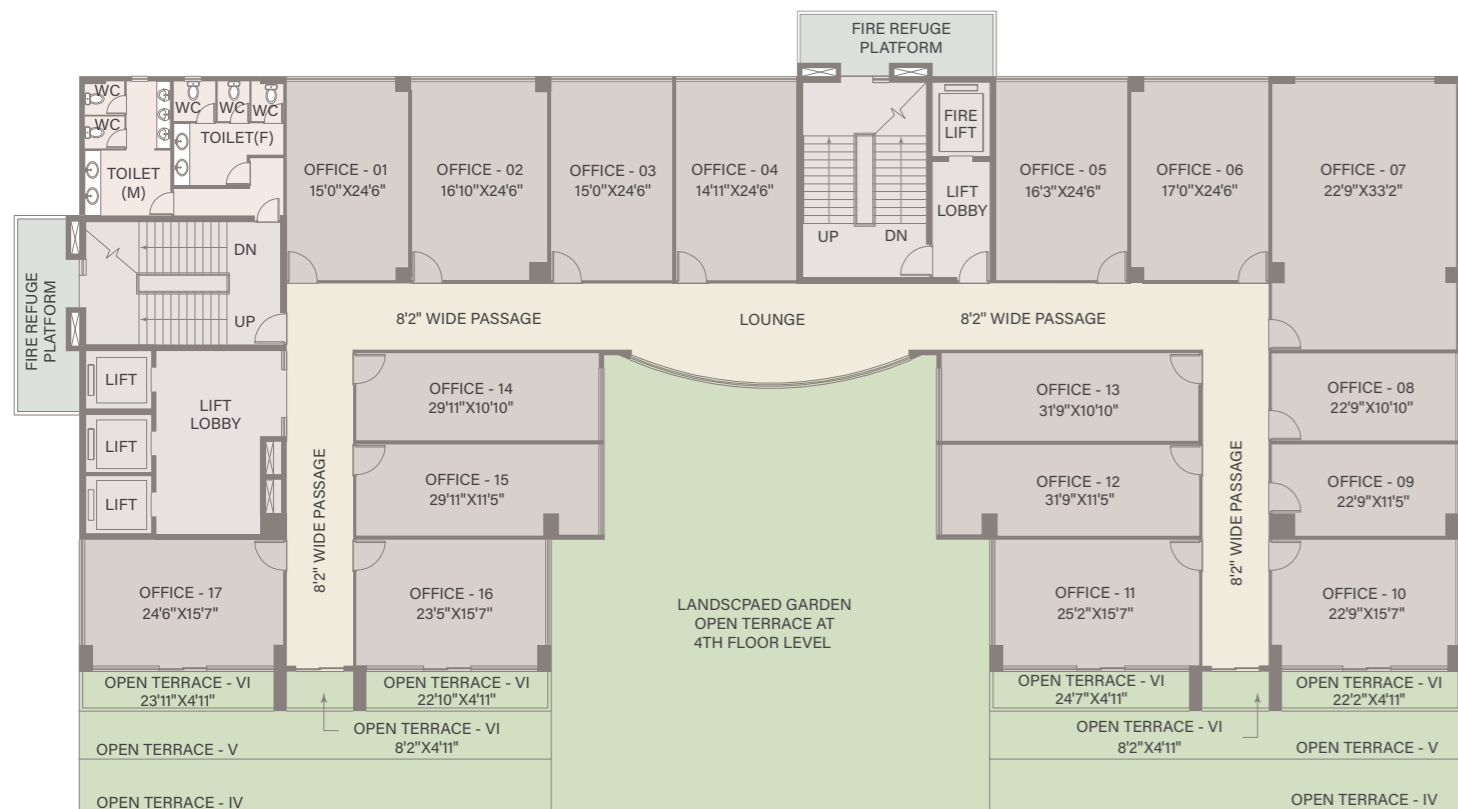 FIRE REFUGE
PLATFORM
WC
WC
WC
WC
WC
TOILET(F)
TOILET
(M)
OFFICE - 01
15'0"X24'6"
OFFICE - 02
16'10"X24'6"
OFFICE - 03
15'0"X24'6"
OFFICE - 04
14'11"X24'6"
UP
DN
FIRE
LIFT
LIFT
LOBBY
OFFICE - 05
16'3"X24'6"
OFFICE - 06
17'0"X24'6"
OFFICE - 07
22'9"X33'2"
FIRE REFUGE
PLATFORM
DN
UP
8'2" WIDE PASSAGE
LOUNGE
8'2" WIDE PASSAGE
LIFT
LIFT
LIFT
LIFT
LOBBY
8'2" WIDE PASSAGE
OFFICE - 14
29'11"X10'10"
OFFICE - 15
29'11"X11'5"
OFFICE - 13
31'9"X10'10"
OFFICE - 12
31'9"X11'5"
8'2" WIDE PASSAGE
OFFICE - 08
22'9"X10'10"
OFFICE - 09
22'9"X11'5"
OFFICE - 17
24'6"X15'7"
OFFICE - 16
23'5"X15'7"
LANDSCPAED GARDEN
OPEN TERRACE AT
4TH FLOOR LEVEL
OFFICE - 11
25'2"X15'7"
OFFICE - 10
22'9"X15'7"
OPEN TERRACE - VI
23'11"X4'11"
OPEN TERRACE - VI
22'10"X4'11"
OPEN TERRACE - VI
24'7"X4'11"
OPEN TERRACE - VI
22'2"X4'11"
OPEN TERRACE - VI
8'2"X4'11"
OPEN TERRACE - VI
8'2"X4'11"
OPEN TERRACE - V
OPEN TERRACE - V
OPEN TERRACE - IV
OPEN TERRACE - IV